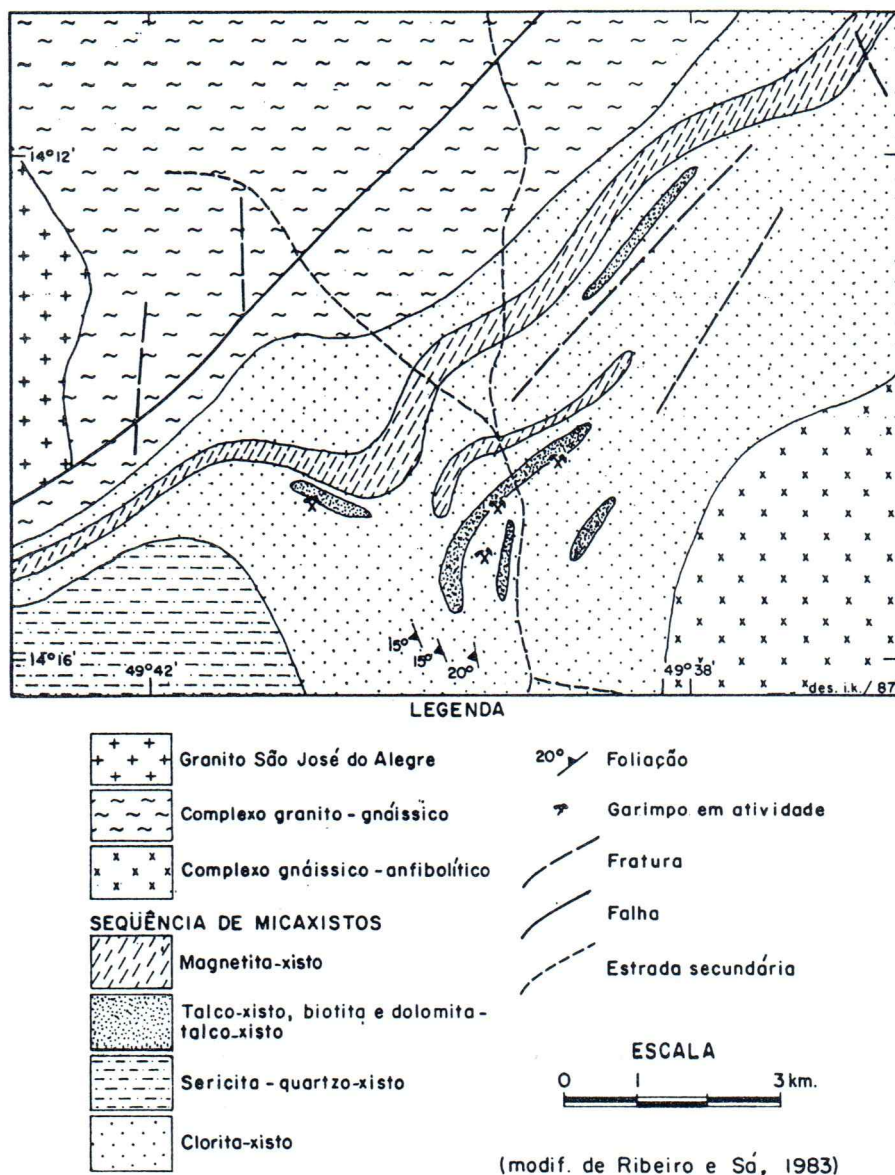 14°12'
15°
15°
20°
14°16'
49°42'
49°38'
des. i.k./ 87
LEGENDA
Granito São José do Alegre
Complexo granito - gnáissico
Complexo gnáissico - anfibolítico
SEQÜÊNCIA DE MICAXISTOS
Magnetita-xisto
Talco-xisto, biotita e dolomita-
talco-xisto
Sericita - quartzo-xisto
Clorita-xisto
20° Foliação
Garimpo em atividade
Fratura
Falha
Estrada secundária
ESCALA
0 1 3 km.
(modif. de Ribeiro e Sá, 1983)